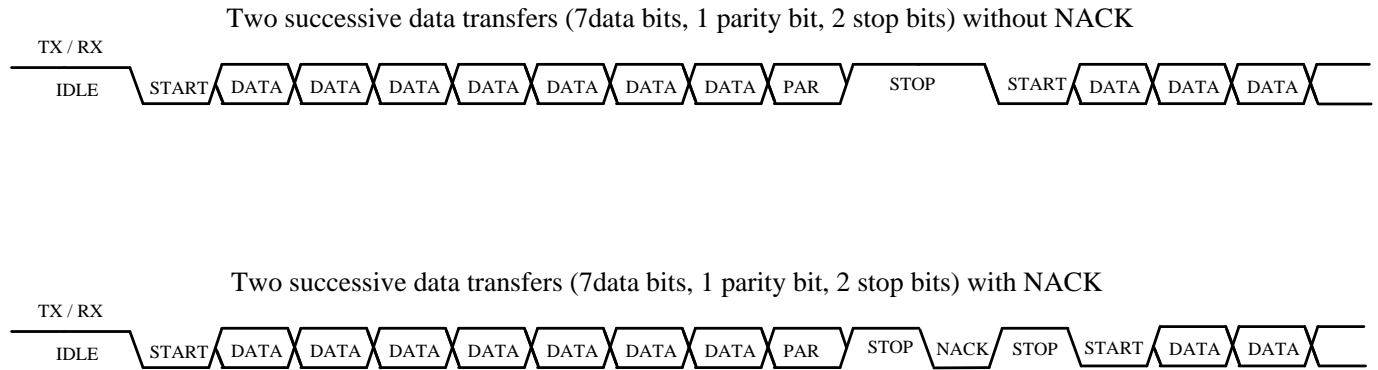 Two successive data transfers (7data bits, 1 parity bit, 2 stop bits) without NACK
TX / RX
IDLE START DATA DATA DATA DATA DATA DATA DATA PAR STOP START DATA DATA DATA
Two successive data transfers (7data bits, 1 parity bit, 2 stop bits) with NACK
TX / RX
IDLE START DATA DATA DATA DATA DATA DATA DATA PAR STOP NACK STOP START DATA DATA